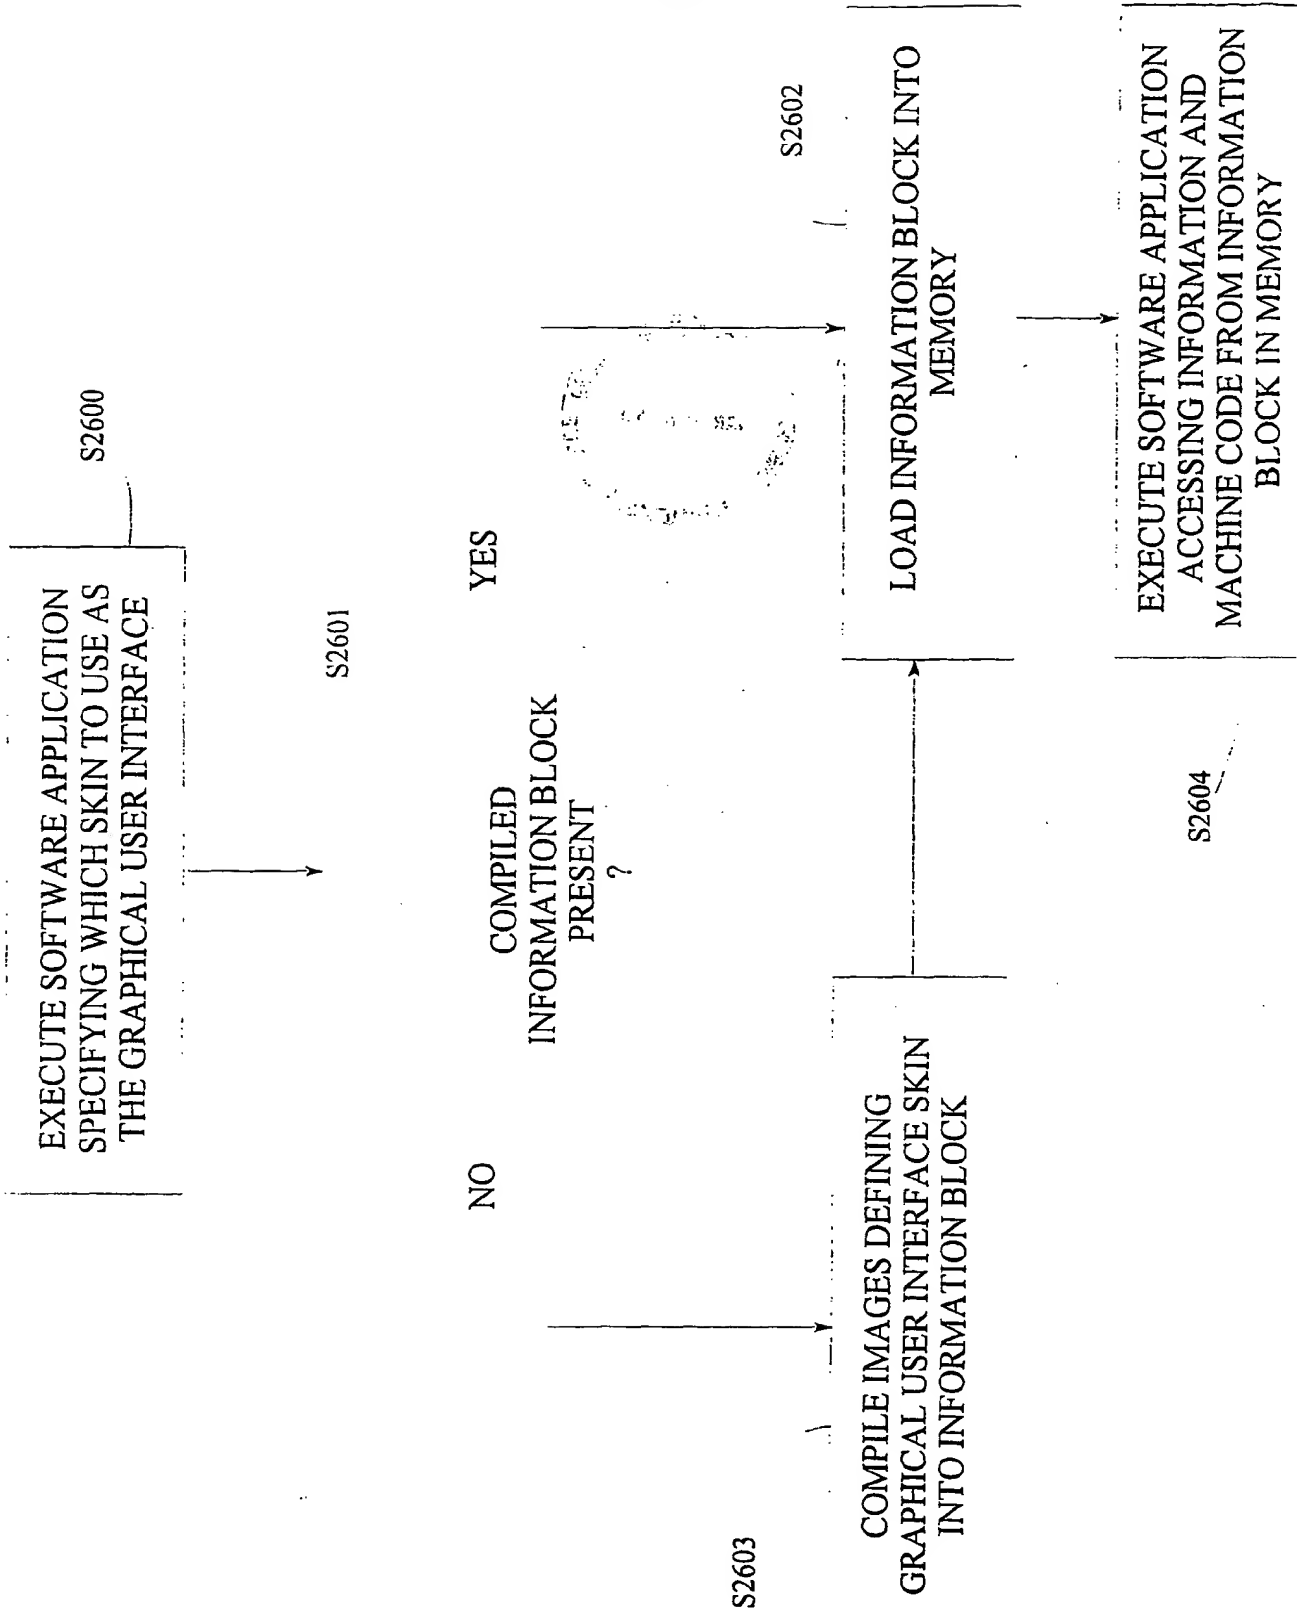 EXECUTE SOFTWARE APPLICATION
SPECIFYING WHICH SKIN TO USE AS
THE GRAPHICAL USER INTERFACE
S2600
S2601
COMPILED
INFORMATION BLOCK
PRESENT
?
NO
YES
S2603
COMPILE IMAGES DEFINING
GRAPHICAL USER INTERFACE SKIN
INTO INFORMATION BLOCK
S2602
LOAD INFORMATION BLOCK INTO
MEMORY
S2604
EXECUTE SOFTWARE APPLICATION
ACCESSING INFORMATION AND
MACHINE CODE FROM INFORMATION
BLOCK IN MEMORY